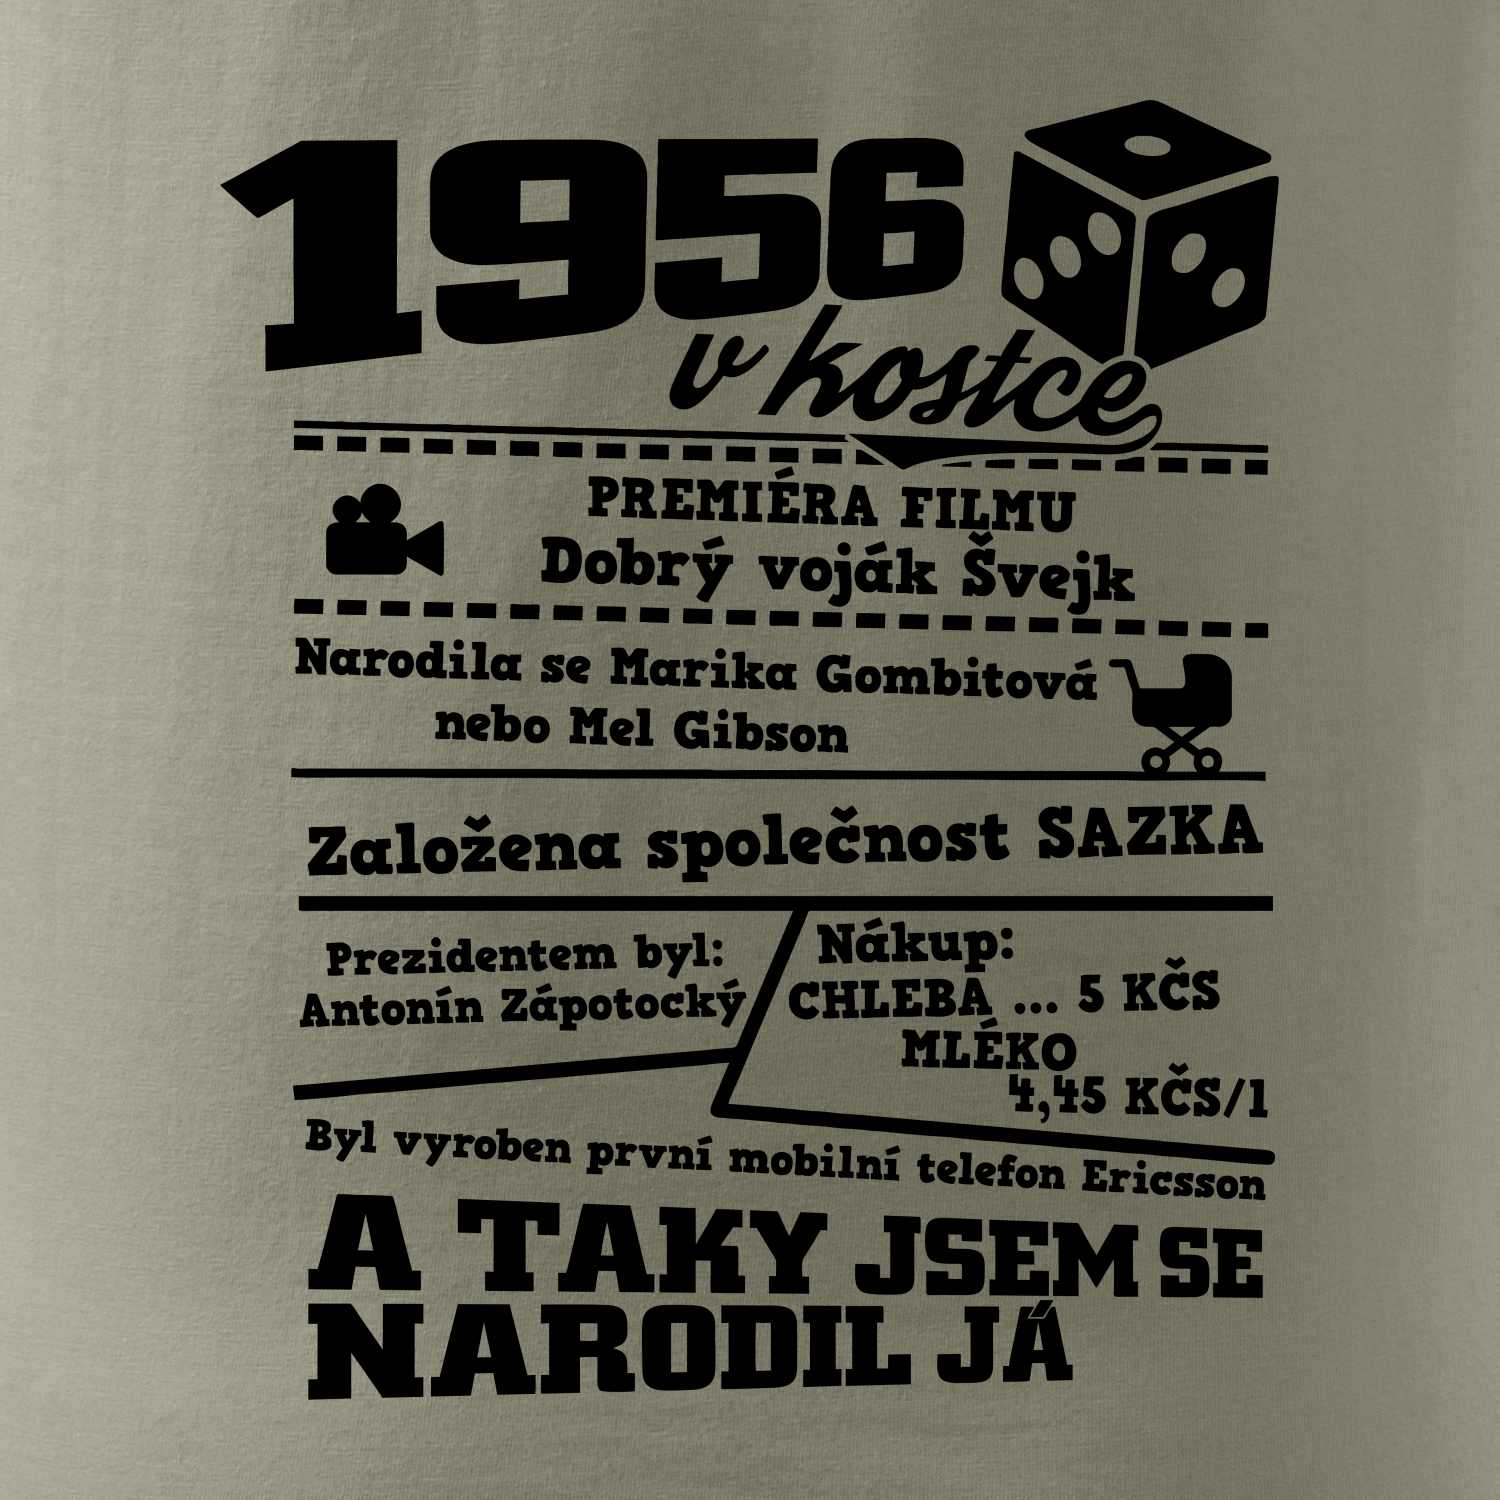 1956
v kostce
PREMIÉRA FILMU
Dobrý voják Švejk
Narodila se Marika Gombitová
nebo Mel Gibson
Založena společnost SAZKA
Prezidentem byl:
Antonín Zápotocký
Nákup:
CHLEBA ... 5 KČS
MLÉKO
4,45 KČS/l
Byl vyroben první mobilní telefon Ericsson
A TAKY JSEM SE
NARODIL JÁ